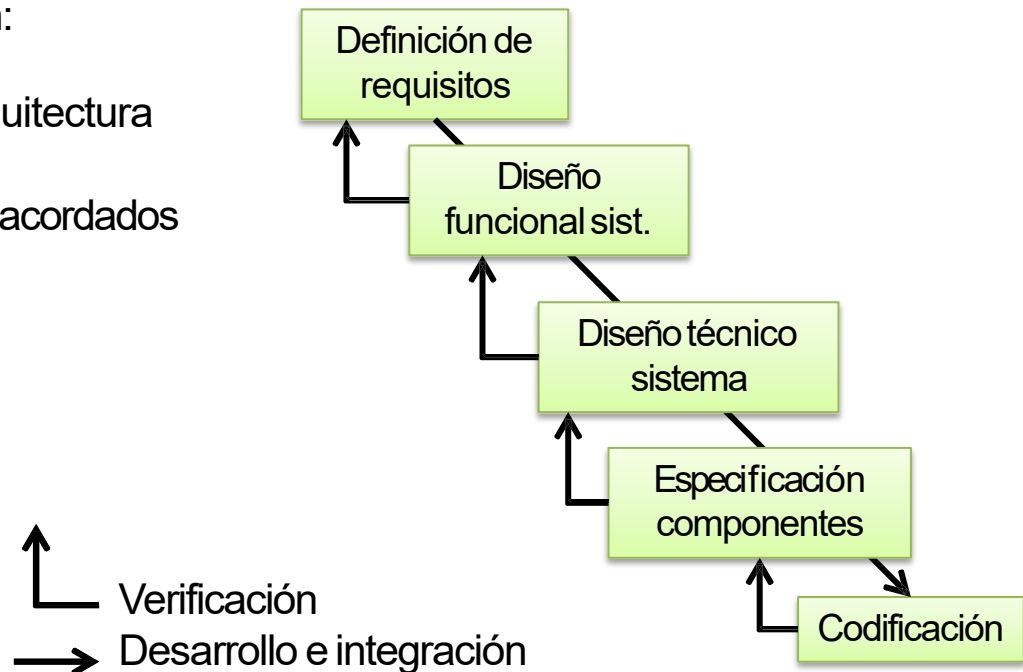 Definición de
requisitos
uitectura
Diseño
funcional sist.
acordados
Diseño técnico
sistema
Especificación
componentes
Verificación
Codificación
Desarrollo e integración